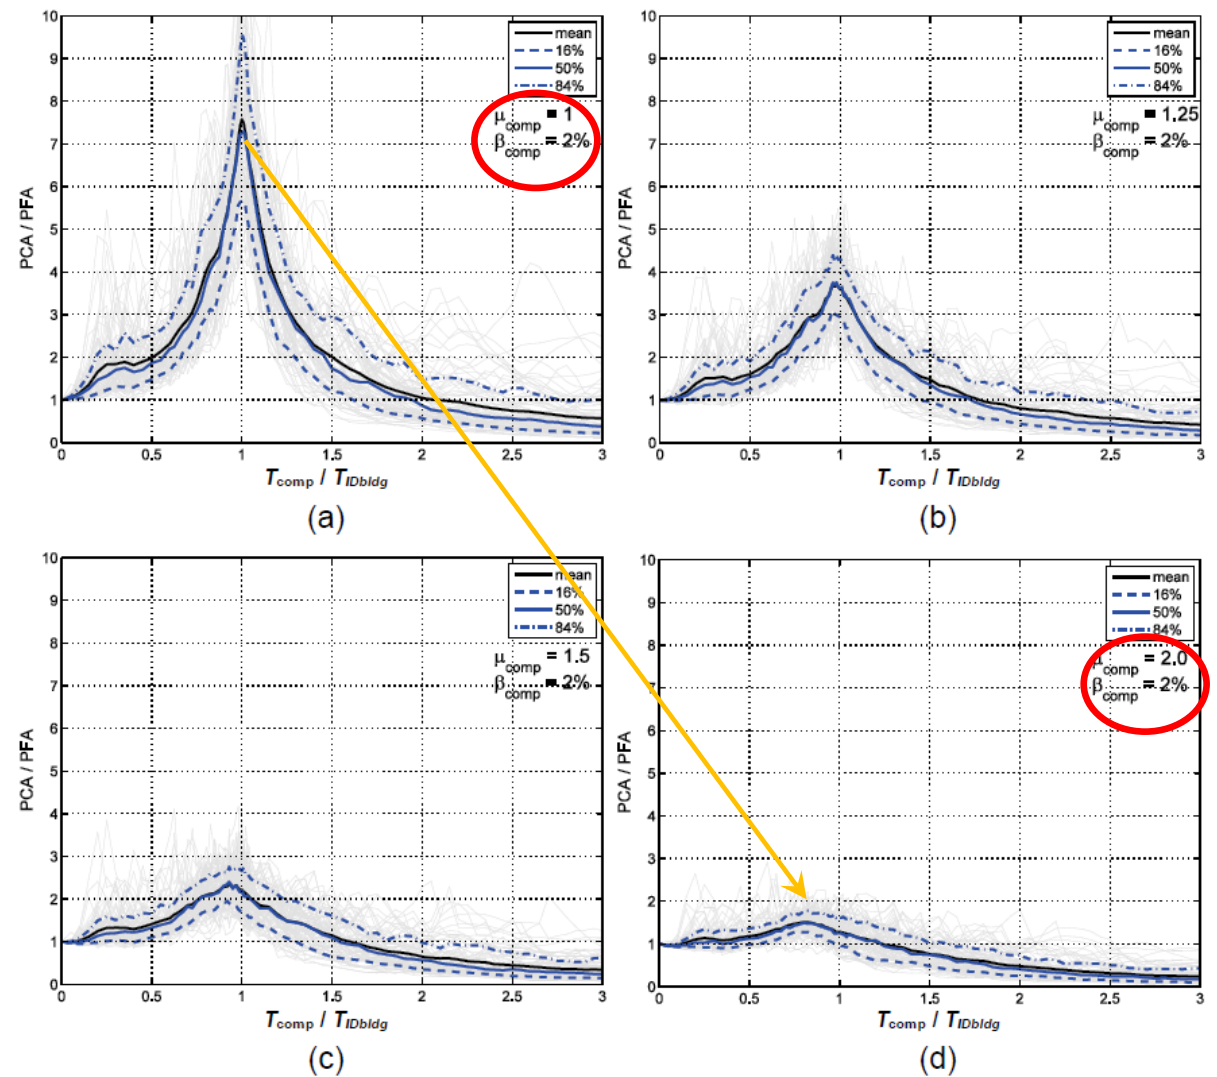 10
9
8
7
6
5
4
3
2
1
0
PCA / PFA
mean
16%
50%
84%
μcomp = 1
βcomp = 2%
0 0.5 1 1.5 2 2.5 3
Tcomp / TIDbldg
(a)
10
9
8
7
6
5
4
3
2
1
0
PCA / PFA
mean
16%
50%
84%
μcomp = 1.25
βcomp = 2%
0 0.5 1 1.5 2 2.5 3
Tcomp / TIDbldg
(b)
10
9
8
7
6
5
4
3
2
1
0
PCA / PFA
mean
16%
50%
84%
μcomp = 1.5
βcomp = 2%
0 0.5 1 1.5 2 2.5 3
Tcomp / TIDbldg
(c)
10
9
8
7
6
5
4
3
2
1
0
PCA / PFA
mean
16%
50%
84%
μcomp = 2.0
βcomp = 2%
0 0.5 1 1.5 2 2.5 3
Tcomp / TIDbldg
(d)